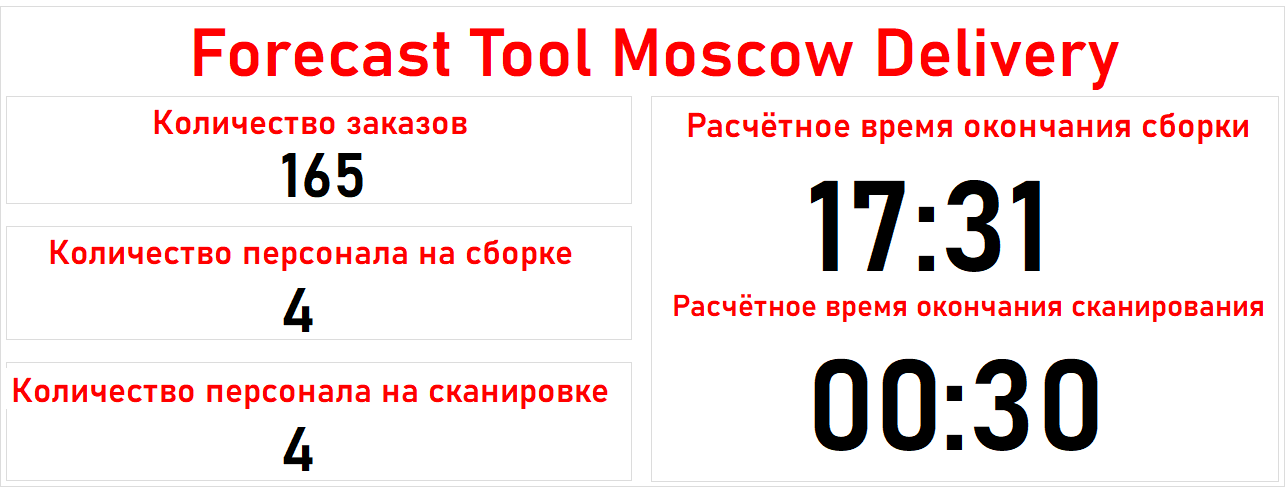 Forecast Tool Moscow Delivery
Количество заказов
165
Количество персонала на сборке
4
Количество персонала на сканировке
4
Расчётное время окончания сборки
17:31
Расчётное время окончания сканирования
00:30